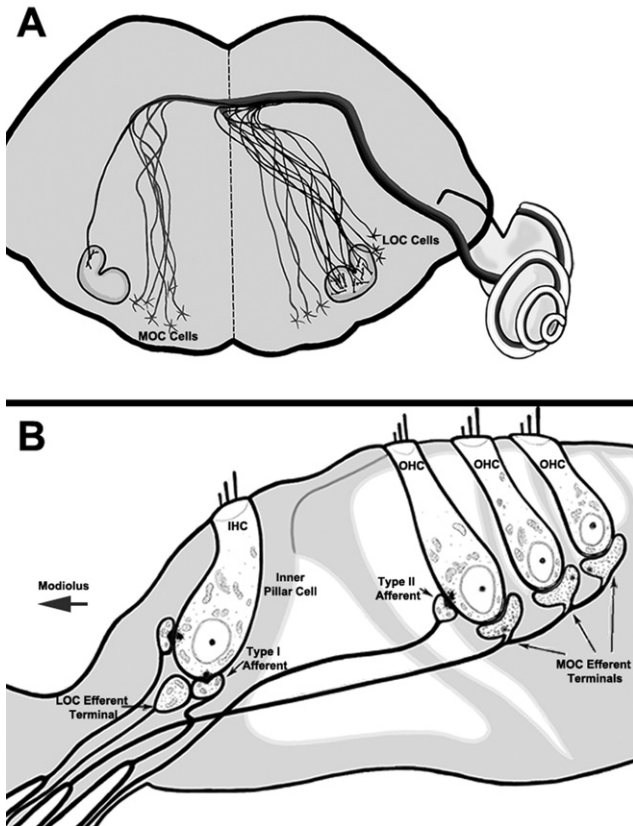 A
LOC Cells
MOC Cells
B
OHC
OHC
OHC
IHC
Modiolus
Inner
Pillar Cell
Type II
Afferent
Type I
Afferent
LOC Efferent
Terminal
MOC Efferent
Terminals